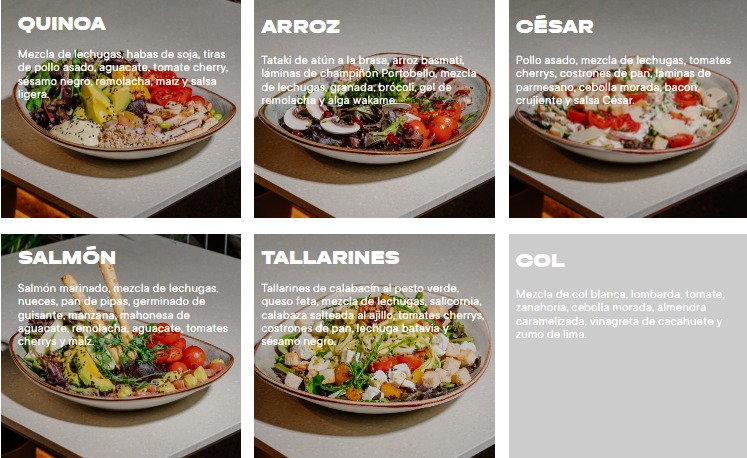 QUINOA
Mezcla de lechugas, habas de soja, tiras
de pollo asado, aguacate, tomate cherry,
sésamo negro, remolacha, maíz y salsa
ligera.
ARROZ
Tataki de atún a la brasa, arroz basmati,
láminas de champiñón Portobello, mezcla
de lechugas, granada, brócoli, gel de
remolacha y alga wakame.
CÉSAR
Pollo asado, mezcla de lechugas, tomates
cherrys, costrones de pan, láminas de
parmesano, cebolla morada, bacon
crujiente y salsa César.
SALMÓN
Salmón marinado, mezcla de lechugas,
nueces, pan de pipas, germinado de
guisante, manzana, mahonesa de
aguacate, remolacha, aguacate, tomates
cherrys y maíz.
TALLARINES
Tallarines de calabacín al pesto verde,
queso feta, mezcla de lechugas, salicornia,
calabaza salteada al ajillo, tomates cherrys,
costrones de pan, lechuga batavia y
sésamo negro.
COL
Mezcla de col blanca, lombarda, tomate,
zanahoria, cebolla morada, almendra
caramelizada, vinagreta de cacahuete y
zumo de lima.